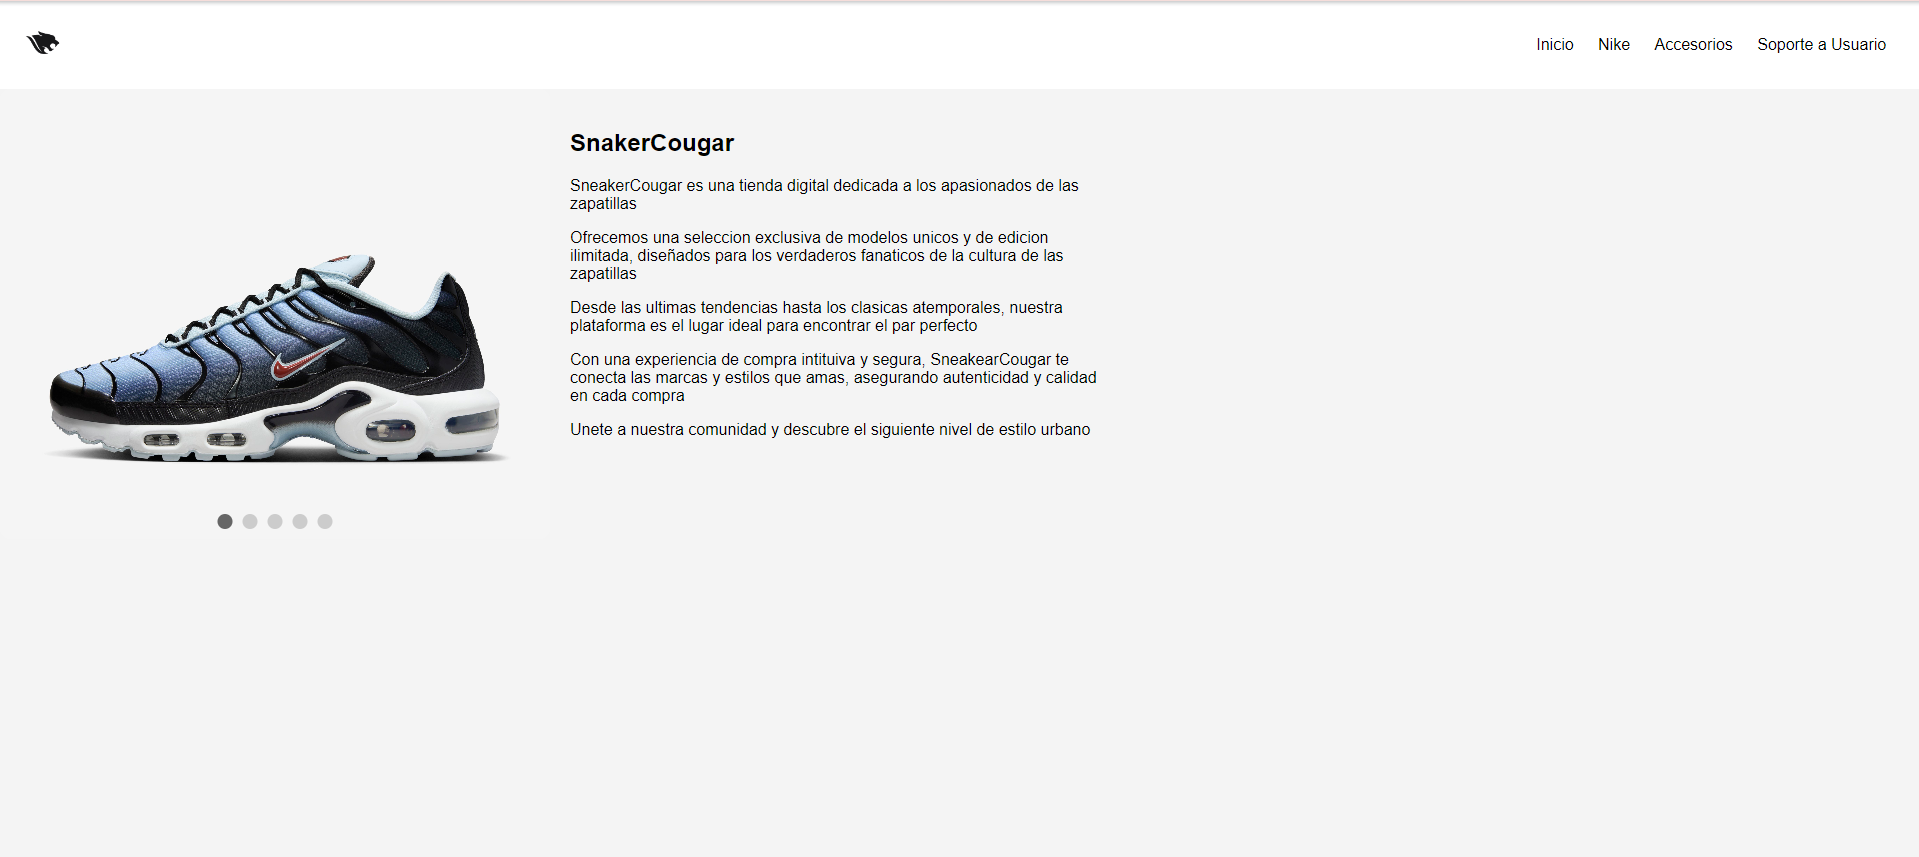 Inicio Nike Accesorios Soporte a Usuario
SnakerCougar
SneakerCougar es una tienda digital dedicada a los apasionados de las
zapatillas
Ofrecemos una seleccion exclusiva de modelos unicos y de edicion
ilimitada, diseñados para los verdaderos fanaticos de la cultura de las
zapatillas
Desde las ultimas tendencias hasta los clasicas atemporales, nuestra
plataforma es el lugar ideal para encontrar el par perfecto
Con una experiencia de compra intituiva y segura, SneakearCougar te
conecta las marcas y estilos que amas, asegurando autenticidad y calidad
en cada compra
Unete a nuestra comunidad y descubre el siguiente nivel de estilo urbano